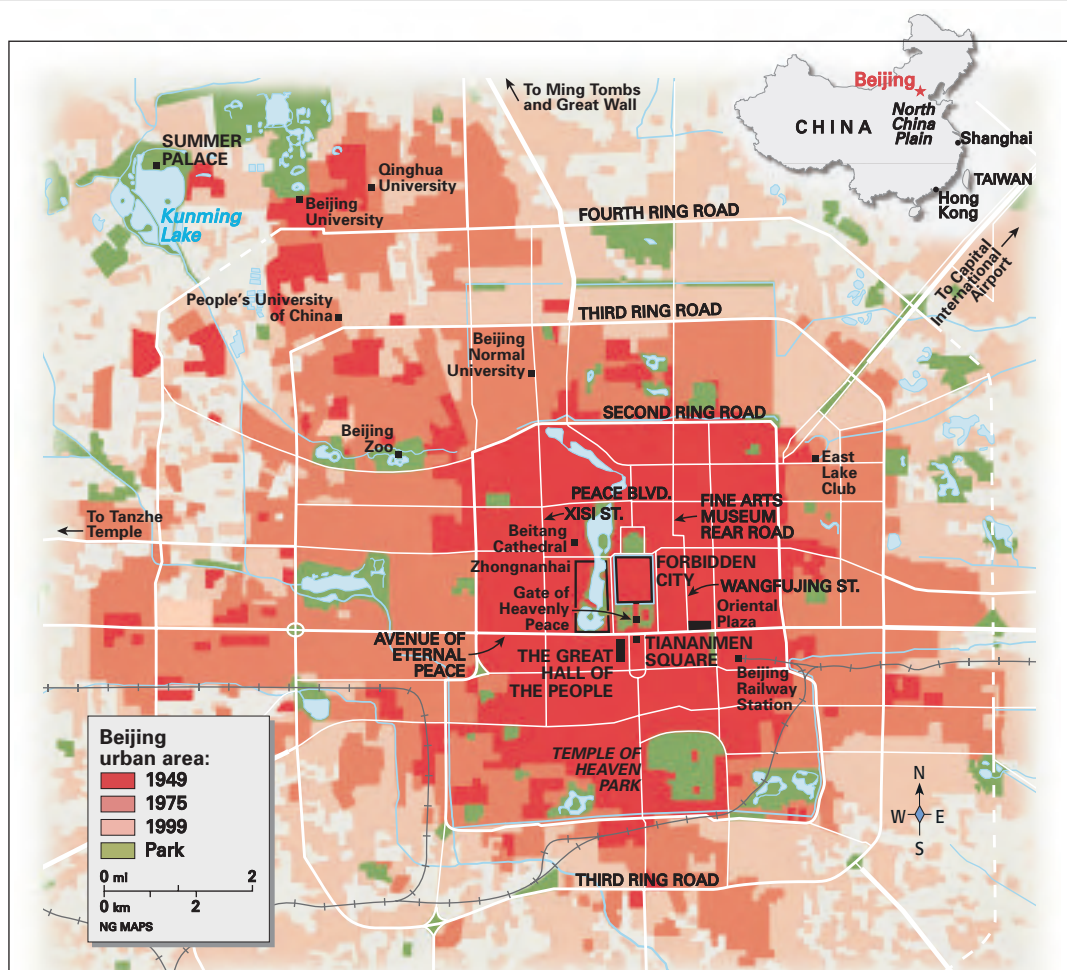 To Ming Tombs
and Great Wall
Beijing
North
China
Plain
CHINA
Shanghai
TAIWAN
Hong
Kong
SUMMER
PALACE
Qinghua
University
Beijing
University
Kunming
Lake
FOURTH RING ROAD
To Capital
International
Airport
People's University
of China
THIRD RING ROAD
Beijing
Normal
University
SECOND RING ROAD
Beijing
Zoo
East
Lake
Club
PEACE BLVD.
XISI ST.
FINE ARTS
MUSEUM
REAR ROAD
To Tanzhe
Temple
Beitang
Cathedral
Zhongnanhai
FORBIDDEN
CITY
WANGFUJING ST.
Gate of
Heavenly
Peace
Oriental
Plaza
AVENUE OF
ETERNAL
PEACE
THE GREAT
HALL OF
THE PEOPLE
TIANANMEN
SQUARE
Beijing
Railway
Station
TEMPLE OF
HEAVEN
PARK
Beijing
urban area:
1949
1975
1999
Park
0 mi 2
0 km 2
NG MAPS
N
W E
S
THIRD RING ROAD